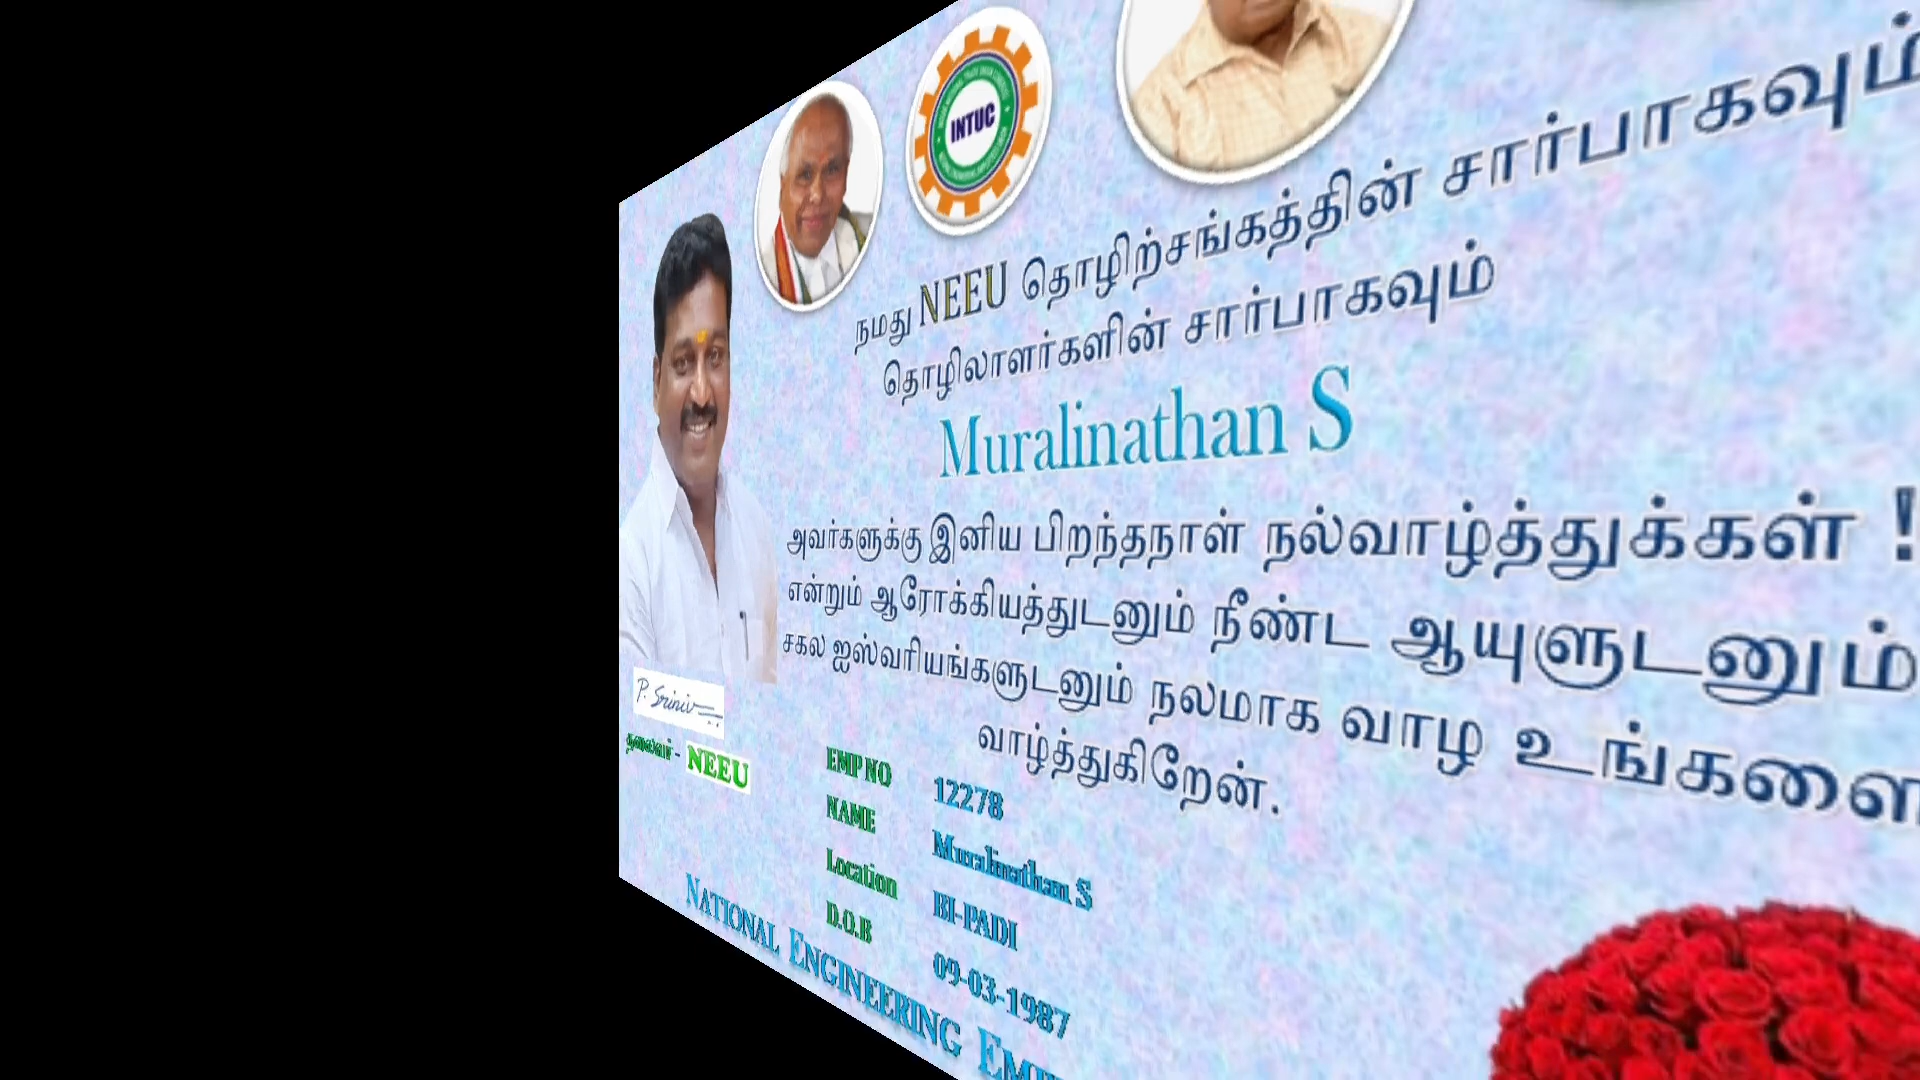 INTUC
நமது NEEU தொழிற்சங்கத்தின் சார்பாகவும்
தொழிலாளர்களின் சார்பாகவும்
Muralinathan S
அவர்களுக்கு இனிய பிறந்தநாள் நல்வாழ்த்துக்கள் !
என்றும் ஆரோக்கியத்துடனும் நீண்ட ஆயுளுடனும்
சகல ஐஸ்வரியங்களுடனும் நலமாக வாழ உங்களை
வாழ்த்துகிறேன்.
P. Sriniv
தலைவர் - NEEU
EMP NO 12278
NAME Muralinathan S
Location BI-PADI
D.O.B 09-03-1987
NATIONAL ENGINEERING